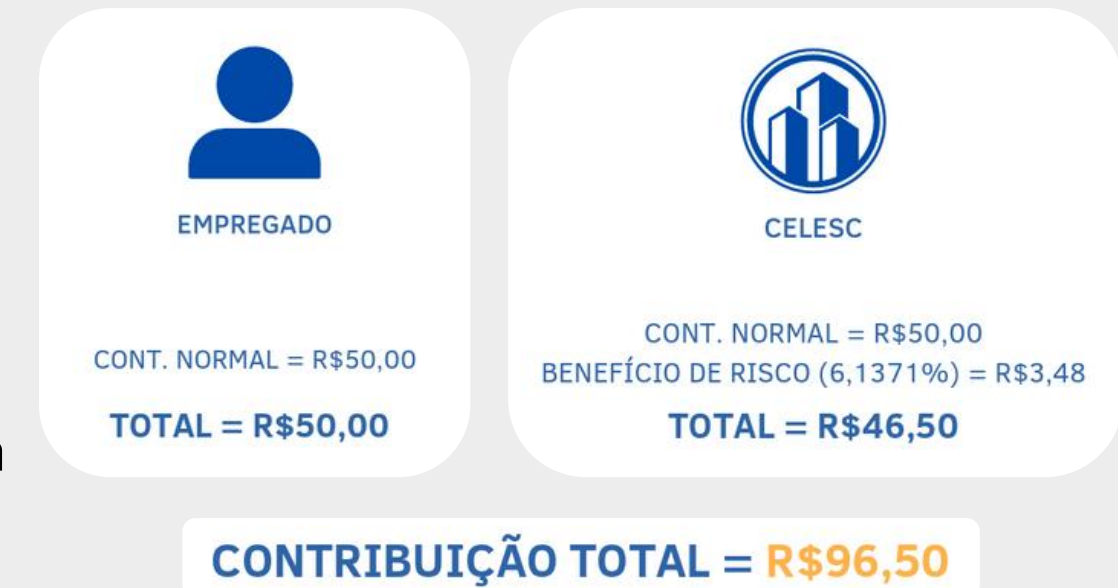 EMPREGADO
CONT. NORMAL = R$50,00
TOTAL = R$50,00
CELESC
CONT. NORMAL = R$50,00
BENEFÍCIO DE RISCO (6,1371%) = R$3,48
TOTAL = R$46,50
CONTRIBUIÇÃO TOTAL = R$96,50